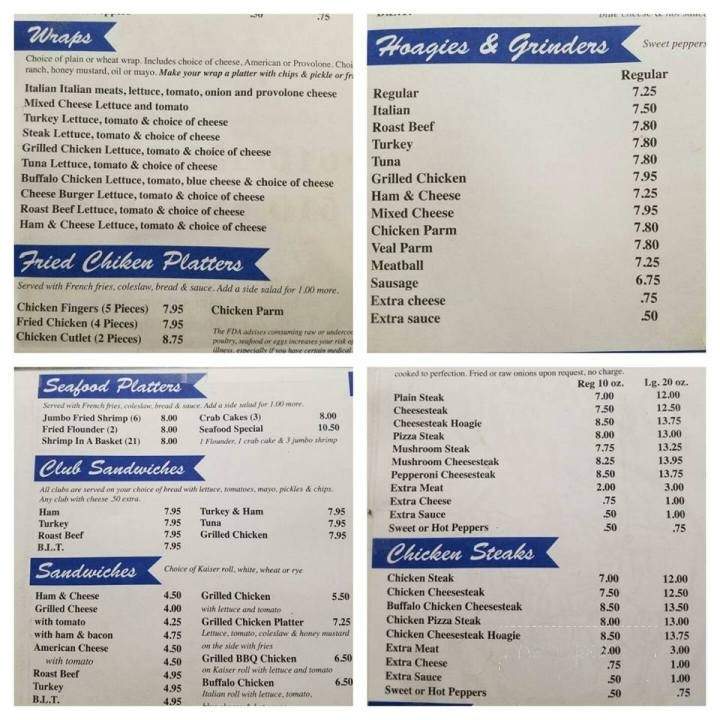 .50 .75
Wraps
Choice of plain or wheat wrap. Includes choice of cheese, American or Provolone.
ranch, honey mustard, oil or mayo. Make your wrap a platter with chips & pickle or
Italian Italian meats, lettuce, tomato, onion and provolone cheese
Mixed Cheese Lettuce and tomato
Turkey Lettuce, tomato & choice of cheese
Steak Lettuce, tomato & choice of cheese
Grilled Chicken Lettuce, tomato & choice of cheese
Tuna Lettuce, tomato & choice of cheese
Buffalo Chicken Lettuce, tomato, blue cheese & choice of cheese
Cheese Burger Lettuce, tomato & choice of cheese
Roast Beef Lettuce, tomato & choice of cheese
Ham & Cheese Lettuce, tomato & choice of cheese
Fried Chiken Platters
Served with French fries, coleslaw, bread & sauce. Add a side salad for 1.00 more.
Chicken Fingers (5 Pieces) 7.95 Chicken Parm
Fried Chicken (4 Pieces) 7.95
Chicken Cutlet (2 Pieces) 8.75
The FDA advises consuming raw or
poultry, seafood or eggs increases your risk of
illness, especially if you have certain medical
Hoagies & Grinders Sweet peppers
Regular
Regular 7.25
Italian 7.50
Roast Beef 7.80
Turkey 7.80
Tuna 7.80
Grilled Chicken 7.95
Ham & Cheese 7.25
Mixed Cheese 7.95
Chicken Parm 7.80
Veal Parm 7.80
Meatball 7.25
Sausage 6.75
Extra cheese .75
Extra sauce .50
Seafood Platters
Served with French fries, coleslaw, bread & sauce. Add a side salad for 1.00 more.
Jumbo Fried Shrimp (6) 8.00 Crab Cakes (3) 8.00
Fried Flounder (2) 8.00 Seafood Special 10.50
Shrimp In A Basket (21) 8.00 1 Flounder, 1 crab cake & 3 jumbo shrimp
Club Sandwiches
All clubs are served on your choice of bread with lettuce, tomatoes, mayo, pickles & chips.
Any club with cheese .50 extra.
Ham 7.95 Turkey & Ham 7.95
Turkey 7.95 Tuna 7.95
Roast Beef 7.95 Grilled Chicken 7.95
B.L.T. 7.95
Sandwiches Choice of Kaiser roll, white, wheat or rye
Ham & Cheese 4.50 Grilled Chicken 5.50
Grilled Cheese 4.00 with lettuce and tomato
with tomato 4.25 Grilled Chicken Platter 7.25
with ham & bacon 4.75 Lettuce, tomato, coleslaw & honey mustard
American Cheese 4.50 on the side with fries
with tomato 4.50 Grilled BBQ Chicken 6.50
Roast Beef 4.95 on Kaiser roll with lettuce and tomato
Turkey 4.95 Buffalo Chicken 6.50
B.L.T. 4.95 Italian roll with lettuce, tomato,
cooked to perfection. Fried or raw onions upon request, no charge.
Reg 10 oz. Lg. 20 oz.
Plain Steak 7.00 12.00
Cheesesteak 7.50 12.50
Cheesesteak Hoagie 8.50 13.75
Pizza Steak 8.00 13.00
Mushroom Steak 7.75 13.25
Mushroom Cheesesteak 8.25 13.95
Pepperoni Cheesesteak 8.50 13.75
Extra Meat 2.00 3.00
Extra Cheese .75 1.00
Extra Sauce .50 1.00
Sweet or Hot Peppers .50 .75
Chicken Steaks
Chicken Steak 7.00 12.00
Chicken Cheesesteak 7.50 12.50
Buffalo Chicken Cheesesteak 8.50 13.50
Chicken Pizza Steak 8.00 13.00
Chicken Cheesesteak Hoagie 8.50 13.75
Extra Meat 2.00 3.00
Extra Cheese .75 1.00
Extra Sauce .50 1.00
Sweet or Hot Peppers .50 .75